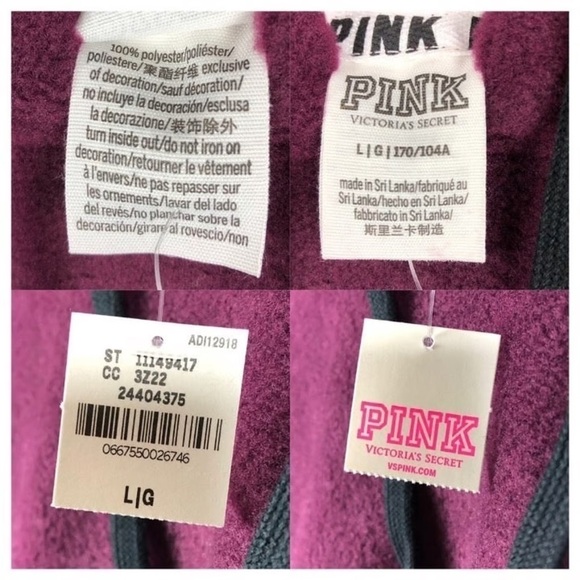 100% polyester/poliéster/
poliestere/聚酯纤维 exclusive
of decoration/sauf décoration/
no incluye la decoración/esclusa
la decorazione/装饰除外
turn inside out/do not iron on
decoration/retourner le vêtement
à l'envers/ne pas repasser sur
les ornements/lavar del lado
del revés/no planchar sobre la
decoración/girare al rovescio/non
PINK
PINK
VICTORIA'S SECRET
L|G|170/104A
made in Sri Lanka/fabriqué au
Sri Lanka/hecho en Sri Lanka/
fabbricato in Sri Lanka/
斯里兰卡制造
ADI12918
ST 11149417
CC 3Z22
24404375
0667550026746
L|G
PINK
VICTORIA'S SECRET
VSPINK.COM